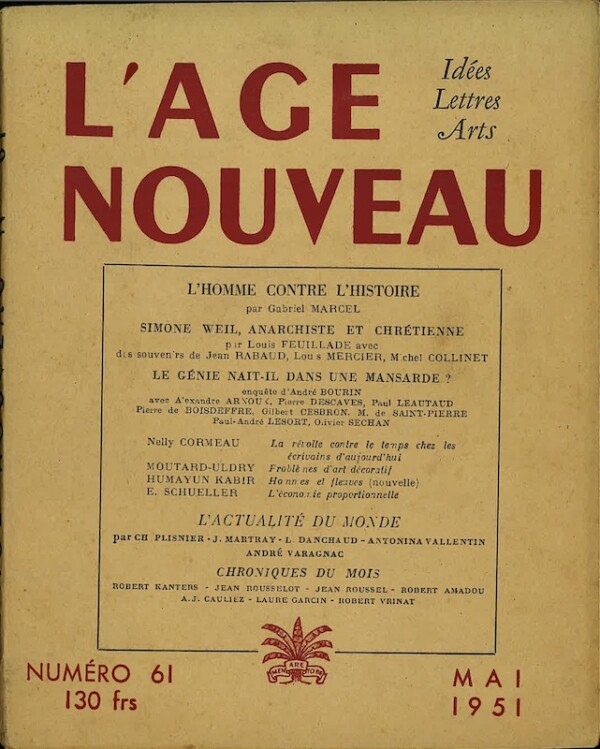 L'AGE
NOUVEAU
Idées
Lettres
Arts
L'HOMME CONTRE L'HISTOIRE
par Gabriel MARCEL
SIMONE WEIL, ANARCHISTE ET CHRÉTIENNE
par Louis FEUILLADE avec
des souvenirs de Jean RABAUD, Louis MERCIER, Michel COLLINET
LE GÉNIE NAIT-IL DANS UNE MANSARDE ?
enquête d'André BOURIN
avec Alexandre ARNOUX, Pierre DESCAVES, Paul LEAUTAUD
Pierre de BOISDEFFRE, Gilbert CESBRON, M. de SAINT-PIERRE
Paul-André LESORT, Olivier SECHAN
Nelly CORMEAU La révolte contre le temps chez les
écrivains d'aujourd'hui
MOUTARD-ULDRY Problèmes d'art décoratif
HUMAYUN KABIR Hommes et fleuves (nouvelle)
E. SCHUELLER L'économie proportionnelle
L'ACTUALITÉ DU MONDE
par CH PLISNIER - J. MARTRAY - L. DANCHAUD - ANTONINA VALLENTIN
ANDRÉ VARAGNAC
CHRONIQUES DU MOIS
ROBERT KANTERS - JEAN ROUSSELOT - JEAN ROUSSEL - ROBERT AMADOU
A.J. CAULIEZ - LAURE GARCIN - ROBERT VRINAT
ARE
NUMÉRO 61
130 frs
MAI
1951